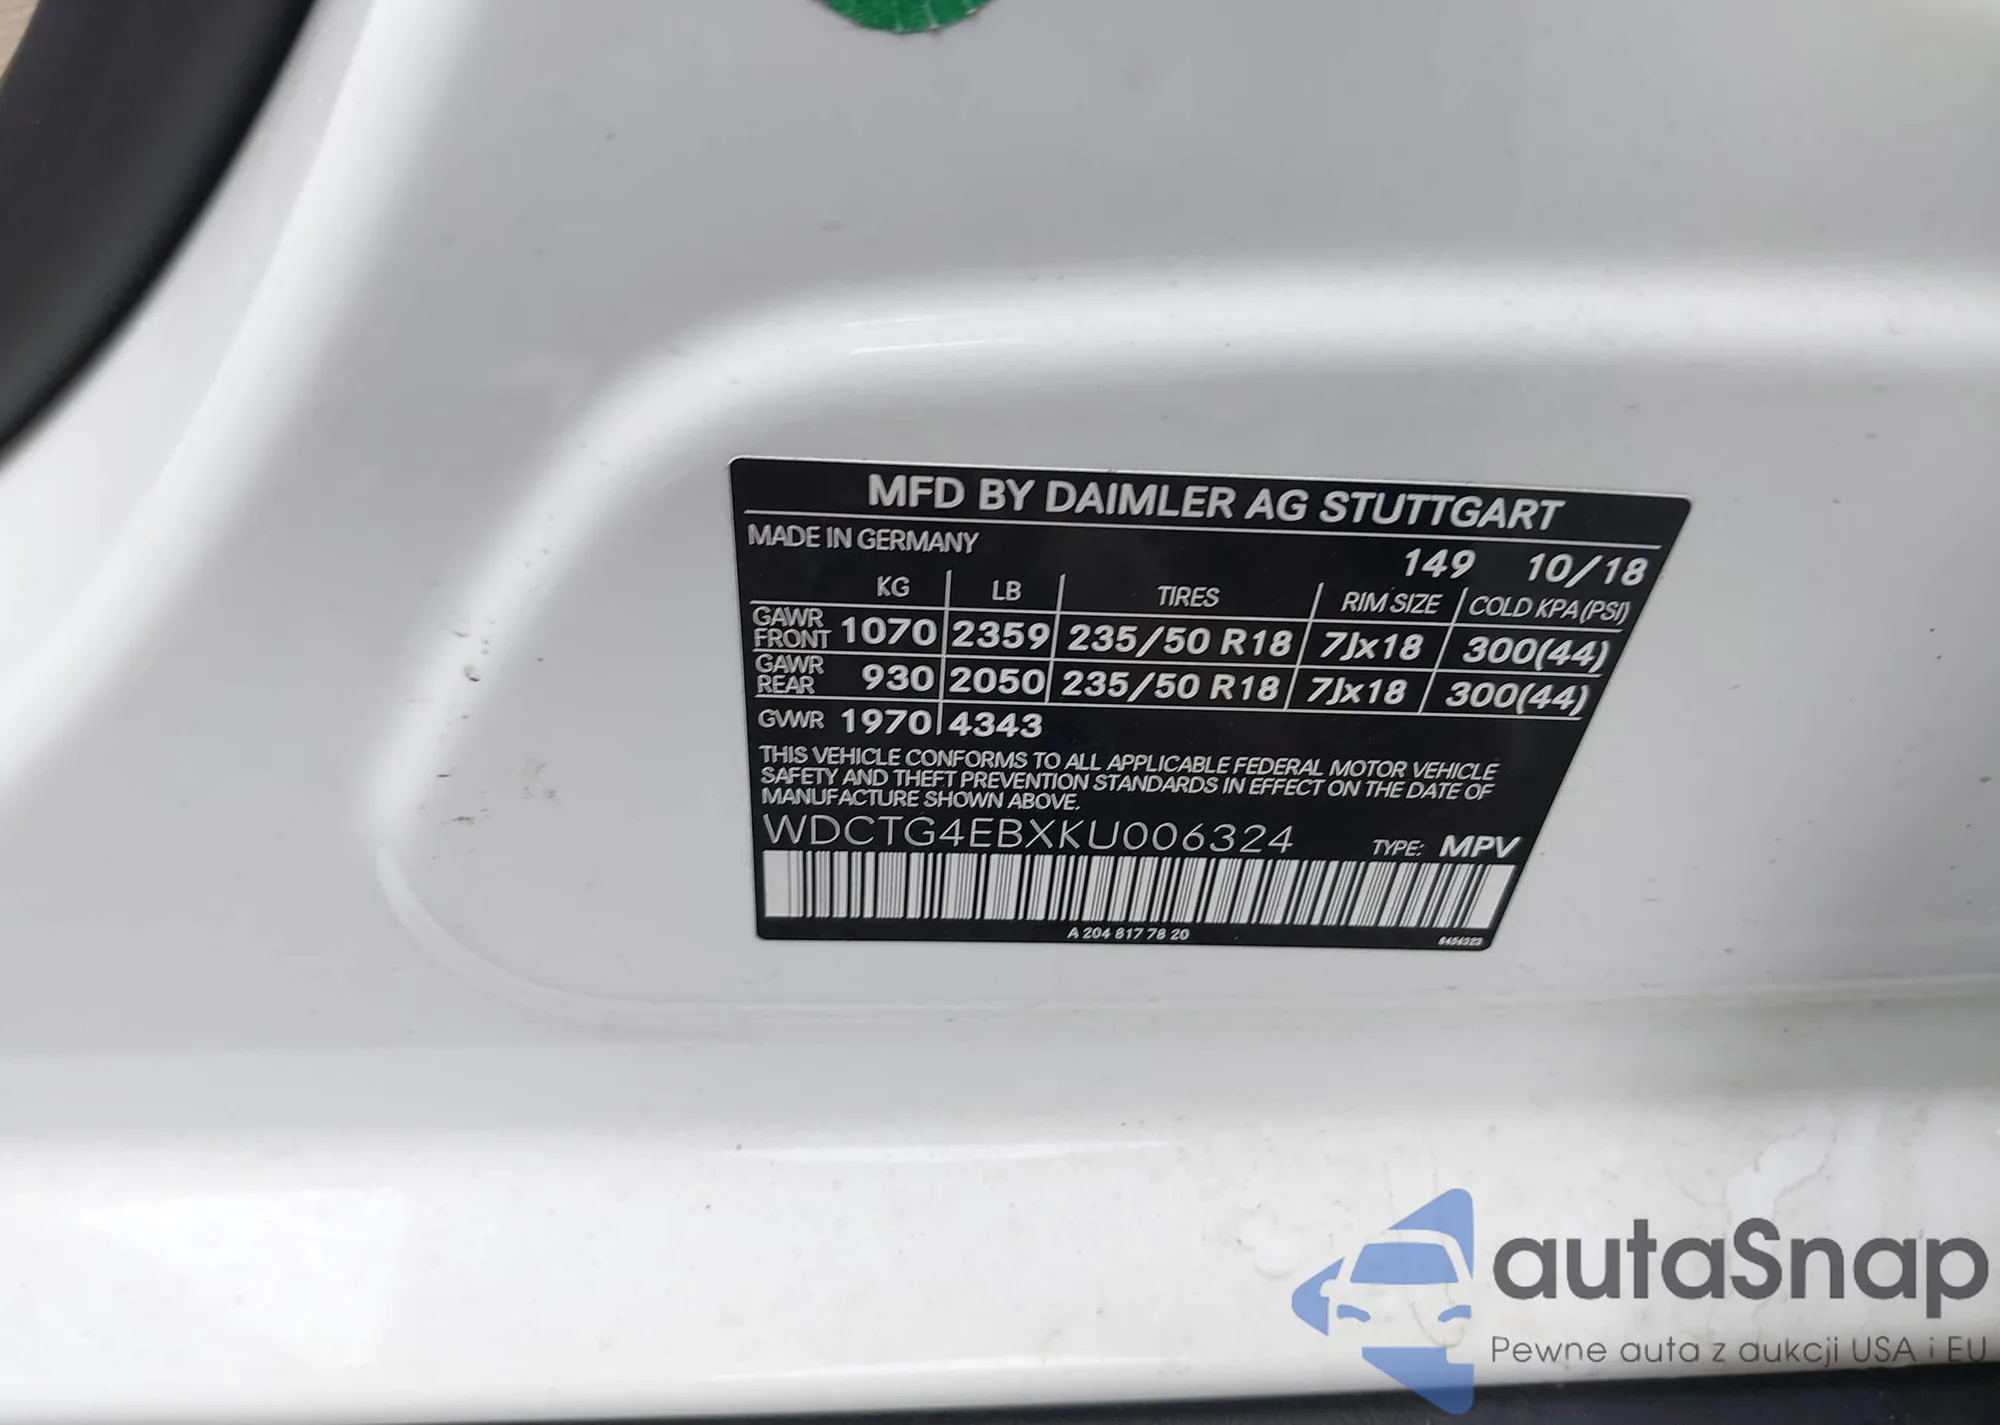 MFD BY DAIMLER AG STUTTGART
MADE IN GERMANY
149 10/18
KG LB TIRES RIM SIZE COLD KPA (PSI)
GAWR FRONT 1070 2359 235/50 R18 7Jx18 300(44)
GAWR REAR 930 2050 235/50 R18 7Jx18 300(44)
GVWR 1970 4343
THIS VEHICLE CONFORMS TO ALL APPLICABLE FEDERAL MOTOR VEHICLE
SAFETY AND THEFT PREVENTION STANDARDS IN EFFECT ON THE DATE OF
MANUFACTURE SHOWN ABOVE.
WDCTG4EBXKU006324 TYPE: MPV
A 204 817 78 20
autaSnap
Pewne auta z aukcji USA i EU